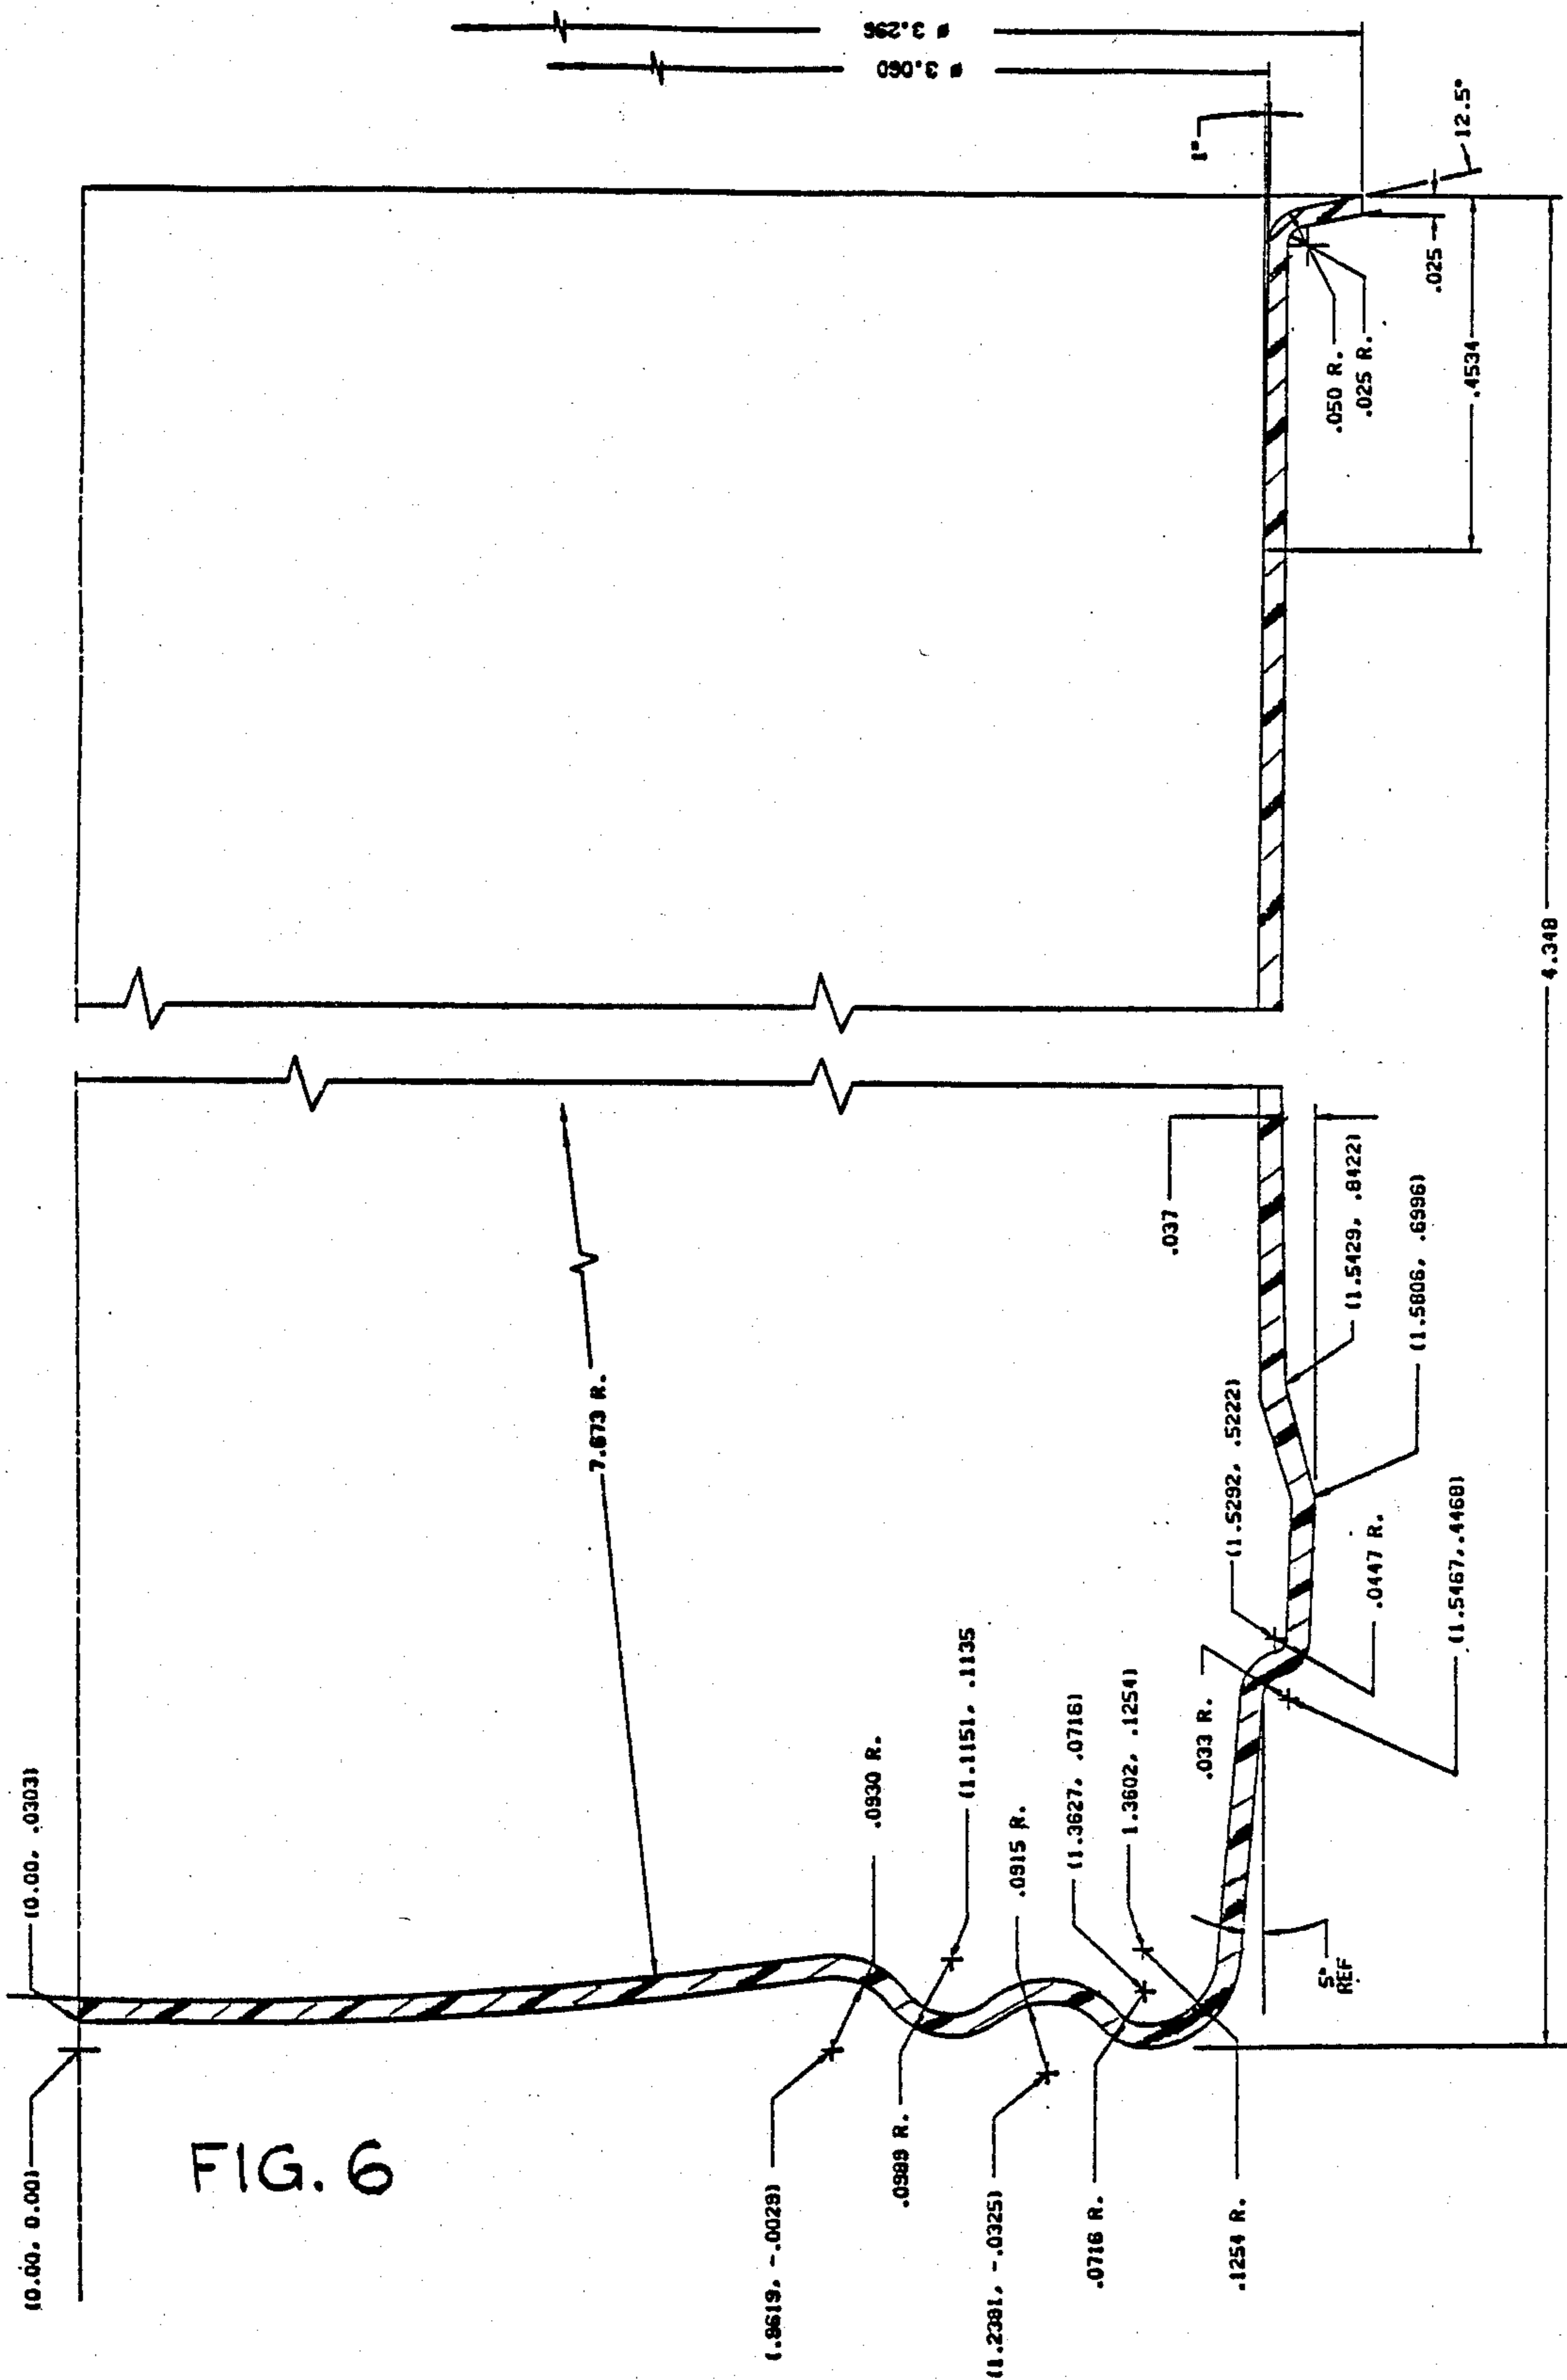 (0.00, 0.00)
(0.00, .0303)
ø 3.296
ø 3.060
1°
12.5°
.025
.050 R.
.025 R.
.4534
4.348
7.673 R.
.037
(1.5429, .8422)
(1.5806, .6996)
(1.5292, .5222)
.0447 R.
(1.5467, .4468)
.033 R.
.0930 R.
(1.1151, .1135
.0915 R.
(1.3627, .0716)
1.3602, .1254)
5°
REF
(.9619, -.0029)
.0989 R.
(1.2381, -.0325)
.0716 R.
.1254 R.
FIG. 6